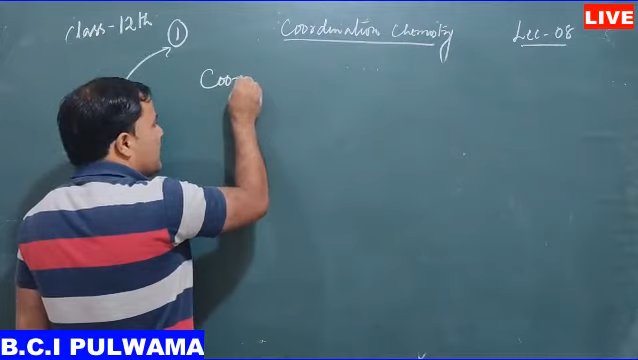 Class-12th ① Coordination Chemistry Lec-08
LIVE
Coo
B.C.I PULWAMA